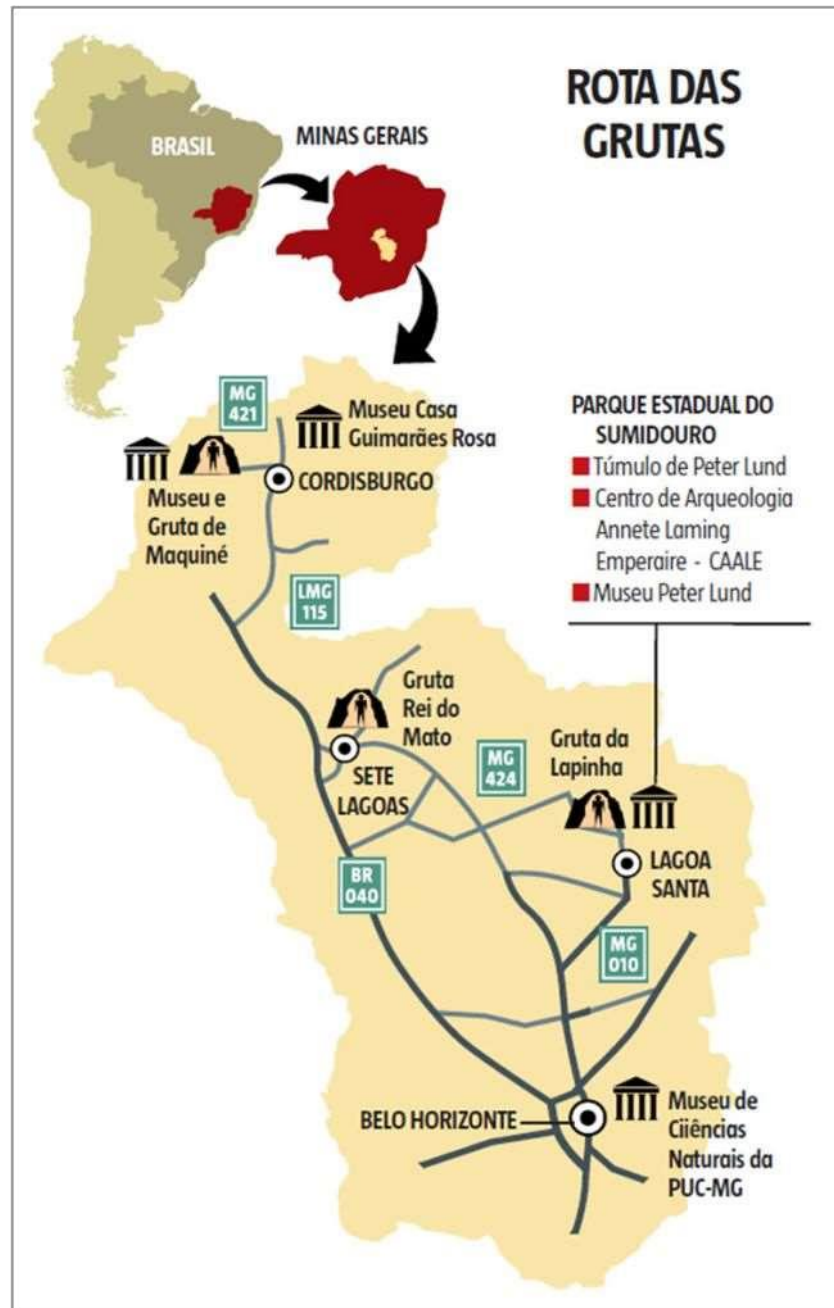 ROTA DAS
GRUTAS
BRASIL
MINAS GERAIS
MG
421
Museu Casa
Guimarães Rosa
CORDISBURGO
Museu e
Gruta de
Maquiné
LMG
115
PARQUE ESTADUAL DO
SUMIDOURO
Túmulo de Peter Lund
Centro de Arqueologia
Annete Laming
Emperaire - CAALE
Museu Peter Lund
Gruta
Rei do
Mato
SETE
LAGOAS
MG
424
Gruta da
Lapinha
LAGOA
SANTA
BR
040
MG
010
BELO HORIZONTE
Museu de
Ciiências
Naturais da
PUC-MG